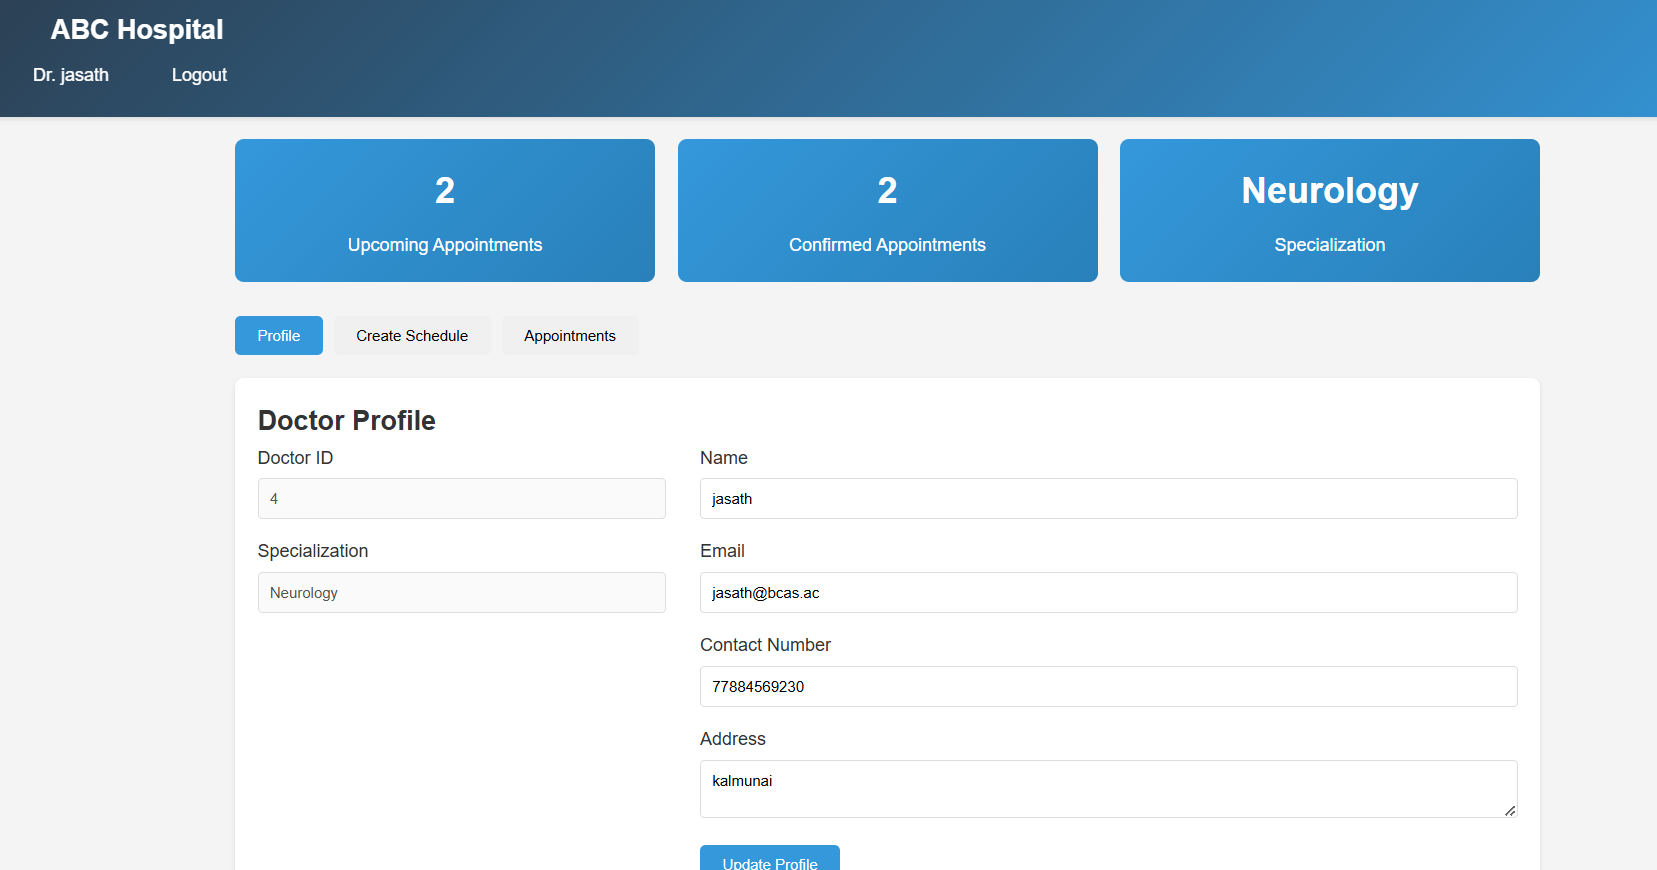 ABC Hospital
Dr. jasath Logout
2
Upcoming Appointments
2
Confirmed Appointments
Neurology
Specialization
Profile Create Schedule Appointments
Doctor Profile
Doctor ID
4
Specialization
Neurology
Name
jasath
Email
jasath@bcas.ac
Contact Number
77884569230
Address
kalmunai
Update Profile